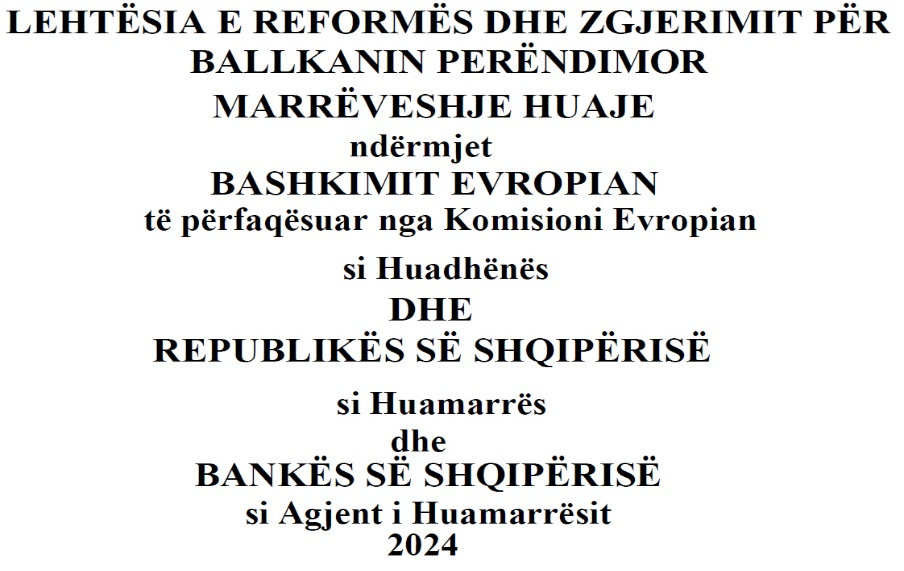 LEHTËSIA E REFORMËS DHE ZGJERIMIT PËR
BALLKANIN PERËNDIMOR
MARRËVESHJE HUAJE
ndërmjet
BASHKIMIT EVROPIAN
të përfaqësuar nga Komisioni Evropian
si Huadhënës
DHE
REPUBLIKËS SË SHQIPËRISË
si Huamarrës
dhe
BANKËS SË SHQIPËRISË
si Agjent i Huamarrësit
2024